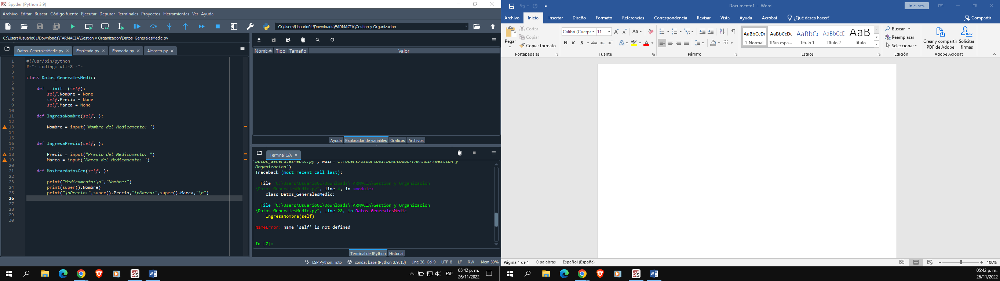 Spyder (Python 3.9)
Archivo Editar Buscar Código fuente Ejecutar Depurar Terminales Proyectos Herramientas Ver Ayuda
C:\Users\Usuario01\Downloads\FARMACIA\Gestion y Organizacion
C:\Users\Usuario01\Downloads\FARMACIA\Gestion y Organizacion\Datos_GeneralesMedic.py
Datos_GeneralesMedic.py Empleado.py Farmacia.py Almacen.py
1 #!/usr/bin/python
2 #-*- coding: utf-8 -*-
3
4 class Datos_GeneralesMedic:
5
6 def __init__(self):
7 self.Nombre = None
8 self.Precio = None
9 self.Marca = None
10
11 def IngresaNombre(self, ):
12
13 Nombre = input('Nombre del Medicamento: ')
14
15
16 def IngresaPrecio(self, ):
17
18 Precio = input("Precio del Medicamento: ")
19 Marca = input('Marca del Medicamento: ')
20
21 def MostrardatosGen(self, ):
22
23 print("Medicamento:\n","Nombre:")
24 print(super().Nombre)
25 print("\nPrecio:",super().Precio,"\nMarca:",super().Marca,"\n")
26
27
28
29
30
Nomb Tipo Tamaño Valor
Ayuda Explorador de variables Gráficos Archivos
Terminal 1/A
Datos_GeneralesMedic.py', wdir='C:/Users/Usuario01/Downloads/FARMACIA/Gestion y
Organizacion')
Traceback (most recent call last):
File "C:\Users\Usuario01\Downloads\FARMACIA\Gestion y Organizacion
\Datos_GeneralesMedic.py", line 4, in <module>
class Datos_GeneralesMedic:
File "C:\Users\Usuario01\Downloads\FARMACIA\Gestion y Organizacion
\Datos_GeneralesMedic.py", line 28, in Datos_GeneralesMedic
IngresaNombre(self)
NameError: name 'self' is not defined
In [7]:
Terminal de IPython Historial
LSP Python: listo conda: base (Python 3.9.13) Line 26, Col 9 UTF-8 LF RW Mem 39%
ESP
05:42 p. m.
26/11/2022
Documento1 - Word
Inic. ses.
Archivo Inicio Insertar Diseño Formato Referencias Correspondencia Revisar Vista Ayuda Acrobat ¿Qué desea hacer? Compartir
Pegar
Cortar
Copiar
Copiar formato
Portapapeles
Calibri (Cuerpo 11 A A Aa
N K S abc x₂ x² A ab A
Fuente
Párrafo
AaBbCcDc AaBbCcDc AaBbCc AaBbCcD AaB
¶ Normal ¶ Sin espa... Título 1 Título 2 Título
Estilos
Buscar
Reemplazar
Seleccionar
Edición
Crear y compartir
PDF de Adobe
Solicitar
firmas
Adobe Acrobat
Página 1 de 1 0 palabras Español (España)
100%
05:42 p. m.
26/11/2022